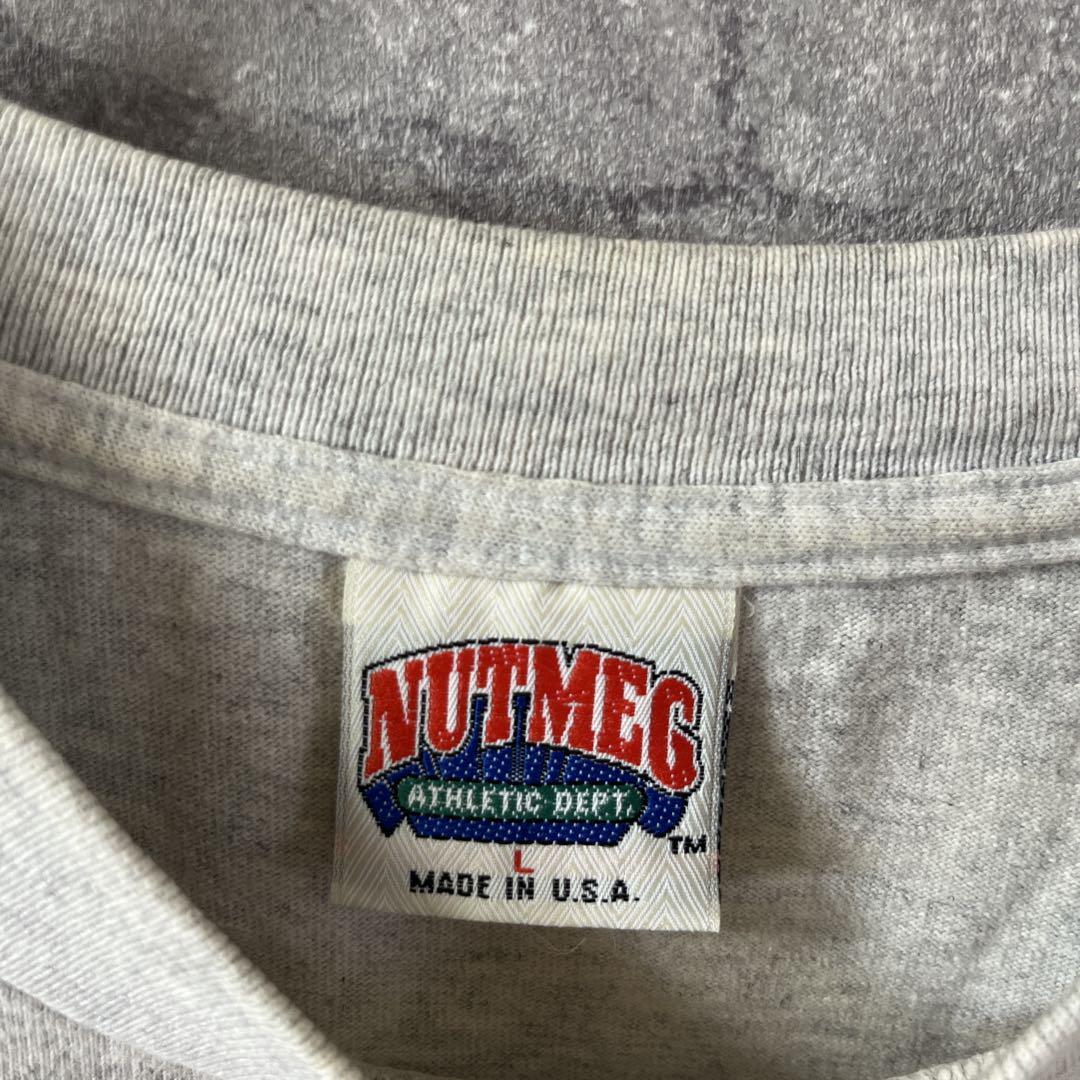 NUTMEG
ATHLETIC DEPT.
TM
L
MADE IN U.S.A.